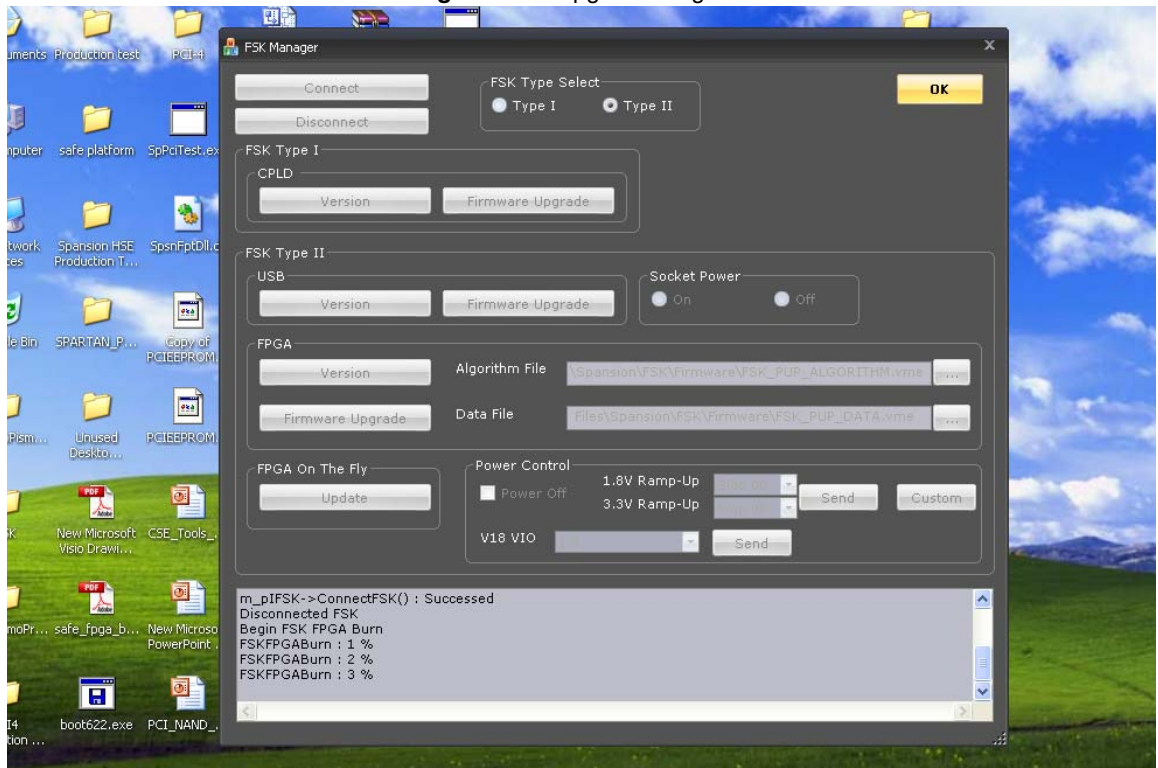 FSK Manager
Connect
Disconnect
FSK Type Select
Type I
Type II
OK
FSK Type I
CPLD
Version
Firmware Upgrade
FSK Type II
USB
Version
Firmware Upgrade
Socket Power
On
Off
FPGA
Version
Algorithm File
\Spansion\FSK\Firmware\FSK_PUP_ALGORITHM.vme
...
Firmware Upgrade
Data File
Files\Spansion\FSK\Firmware\FSK_PUP_DATA.vme
...
FPGA On The Fly
Update
Power Control
Power Off
1.8V Ramp-Up
3.3V Ramp-Up
Send
Custom
V18 VIO
Send
m_pIFSK->ConnectFSK() : Successed
Disconnected FSK
Begin FSK FPGA Burn
FSKFPGABurn : 1 %
FSKFPGABurn : 2 %
FSKFPGABurn : 3 %
uments
Production test
PCI-4
nputer
safe platform
SpPciTest.ex
twork
Spansion HSE
Production T...
SpsnFptDll.c
le Bin
SPARTAN_P...
Copy of
PCIEEPROM.
Pism...
Unused
Deskto...
PCIEEPROM.
New Microsoft
Visio Drawi...
CSE_Tools_.
moPr...
safe_fpga_b...
New Microso
PowerPoint .
boot622.exe
PCI_NAND_.
tion ...